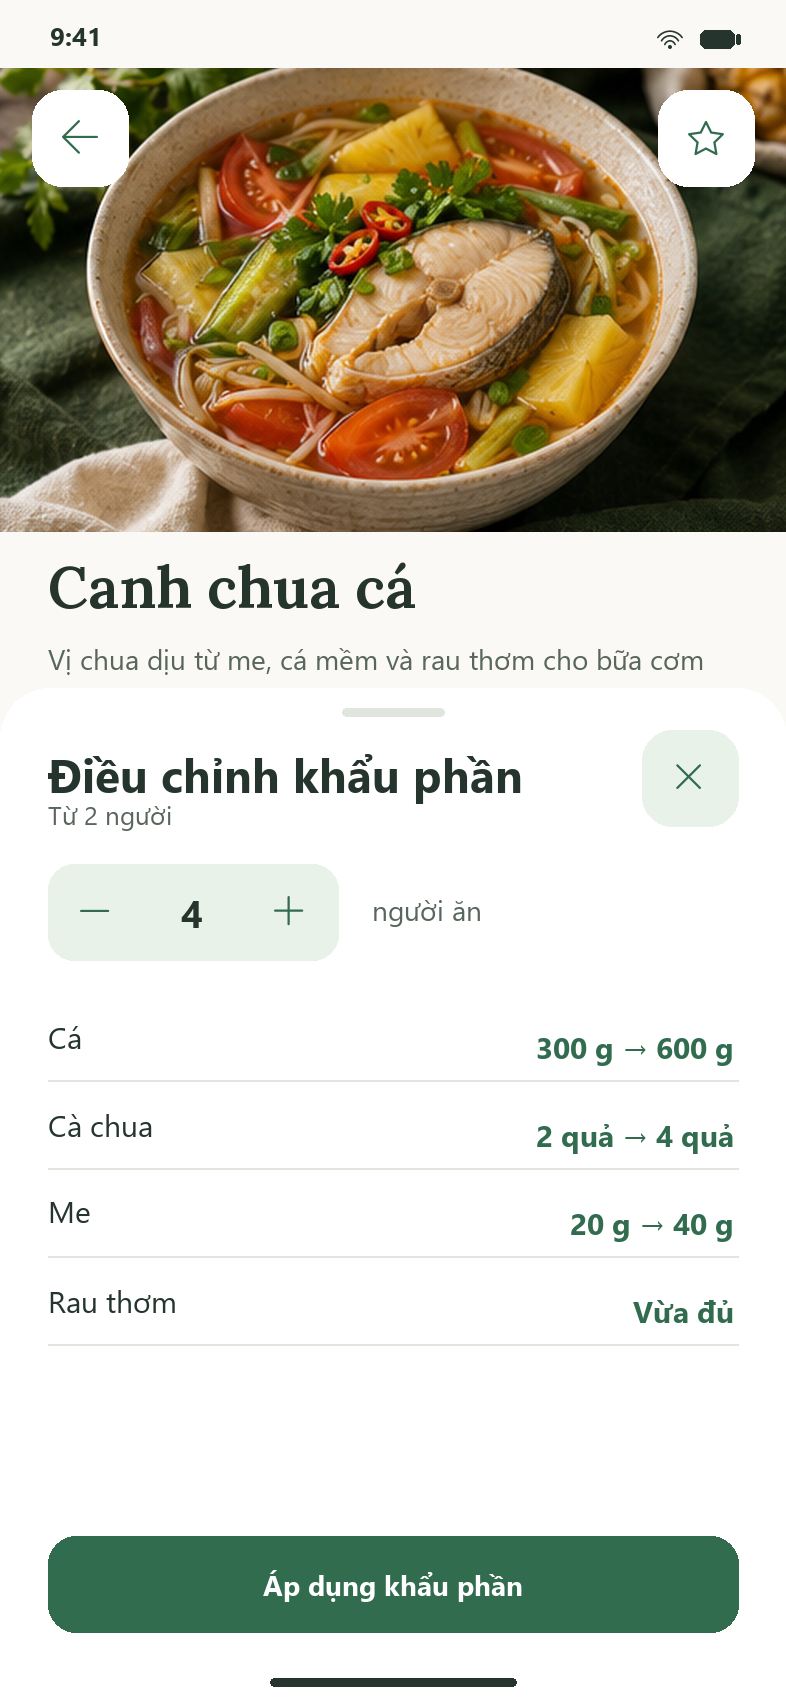 9:41
Canh chua cá
Vị chua dịu từ me, cá mềm và rau thơm cho bữa cơm
Điều chỉnh khẩu phần
Từ 2 người
4
người ăn
Cá
300 g → 600 g
Cà chua
2 quả → 4 quả
Me
20 g → 40 g
Rau thơm
Vừa đủ
Áp dụng khẩu phần